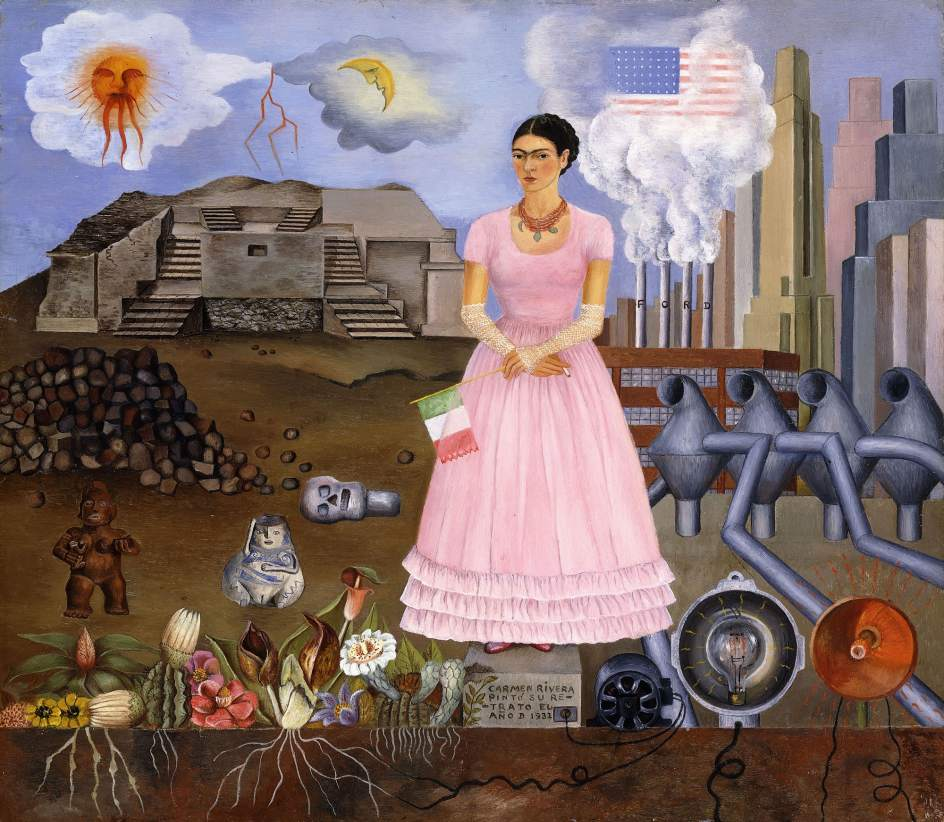 FORD
CARMEN RIVERA
PINTÓ SU RE-
-TRATO EL
AÑO D 1932